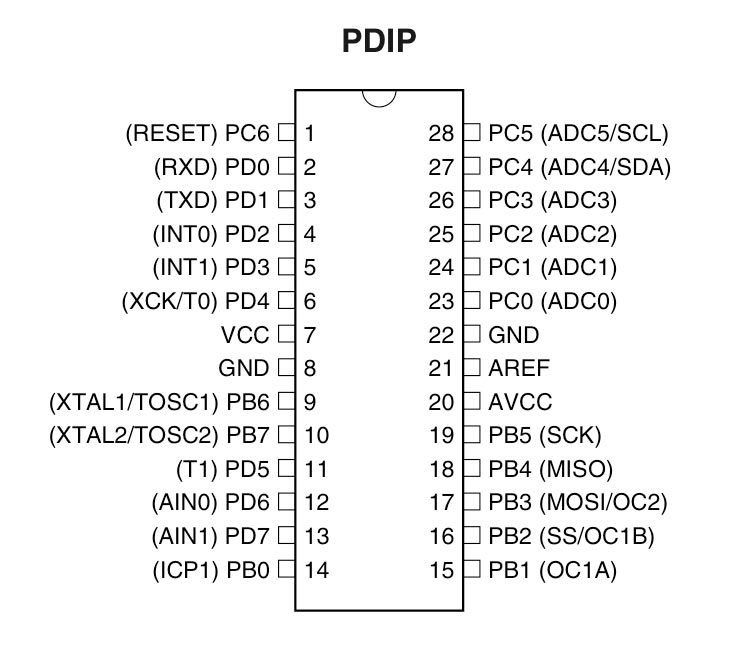 PDIP
(RESET) PC6 1 28 PC5 (ADC5/SCL)
(RXD) PD0 2 27 PC4 (ADC4/SDA)
(TXD) PD1 3 26 PC3 (ADC3)
(INT0) PD2 4 25 PC2 (ADC2)
(INT1) PD3 5 24 PC1 (ADC1)
(XCK/T0) PD4 6 23 PC0 (ADC0)
VCC 7 22 GND
GND 8 21 AREF
(XTAL1/TOSC1) PB6 9 20 AVCC
(XTAL2/TOSC2) PB7 10 19 PB5 (SCK)
(T1) PD5 11 18 PB4 (MISO)
(AIN0) PD6 12 17 PB3 (MOSI/OC2)
(AIN1) PD7 13 16 PB2 (SS/OC1B)
(ICP1) PB0 14 15 PB1 (OC1A)